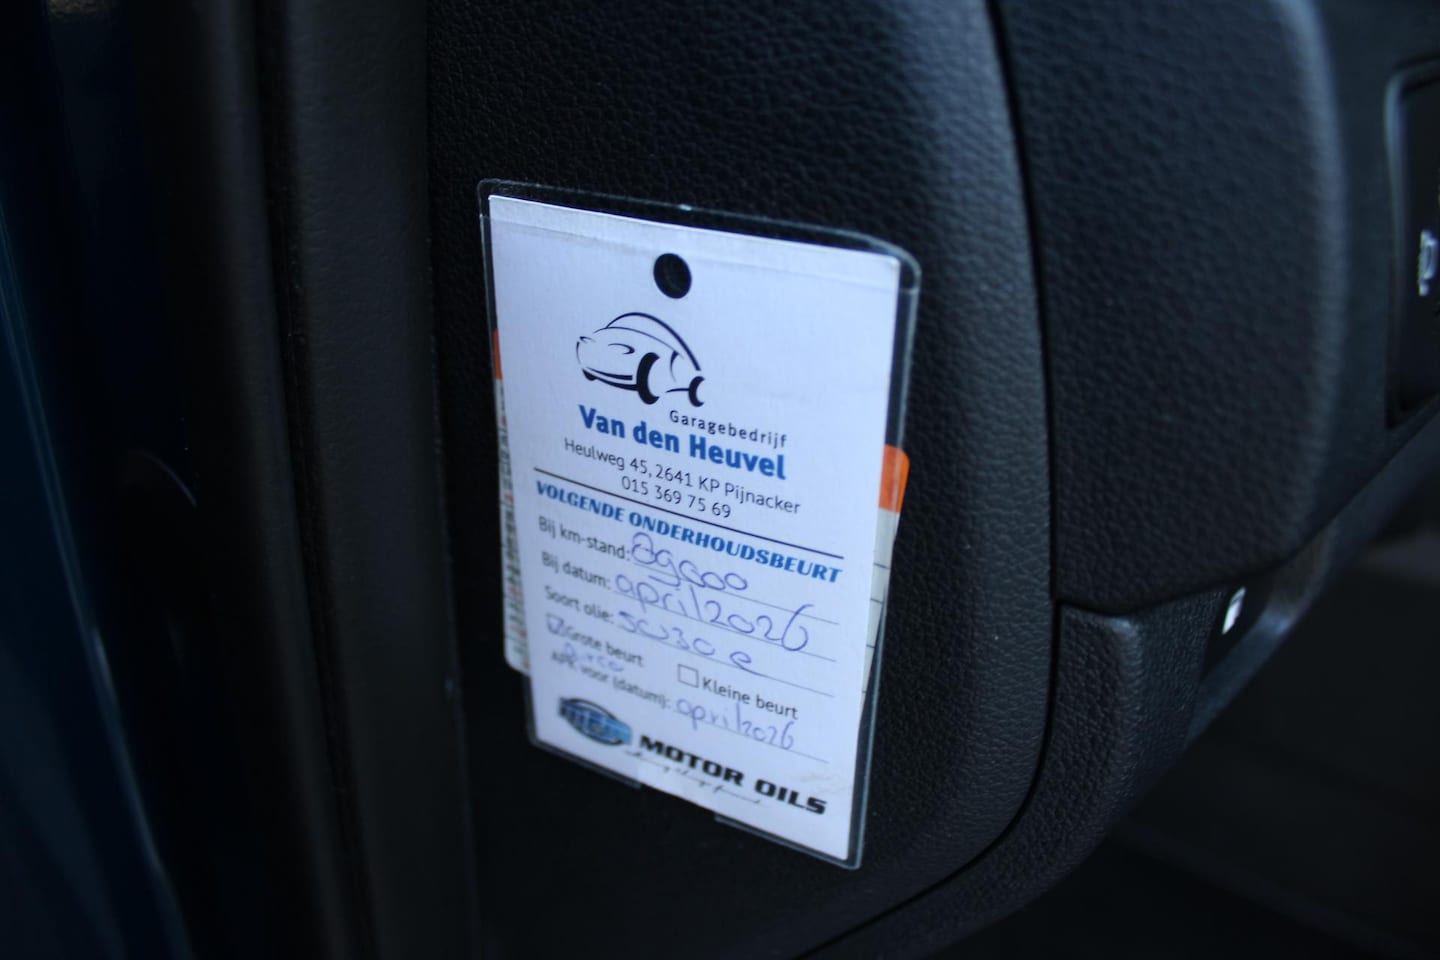 Garagebedrijf
Van den Heuvel
Heulweg 45, 2641 KP Pijnacker
015 369 75 69
VOLGENDE ONDERHOUDSBEURT
Bij km-stand: 89000
Bij datum: april 2026
Soort olie: 5W30 e
Grote beurt
Kleine beurt
APK voor (datum): april 2026
MOTOR OILS